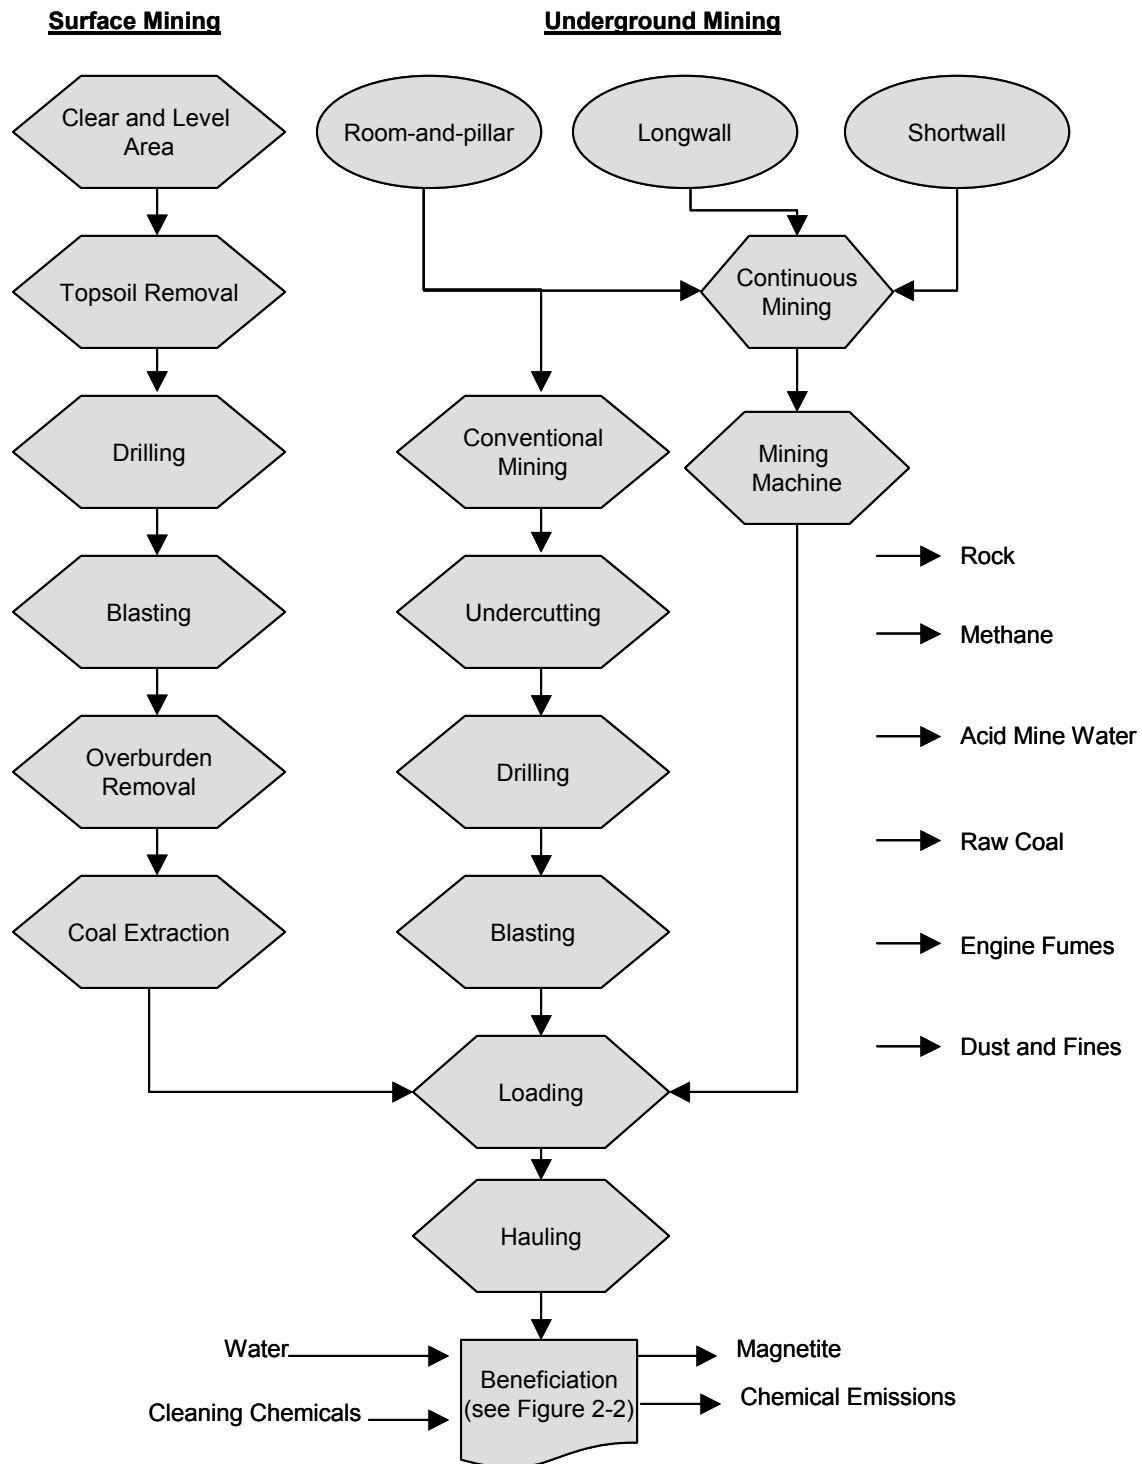 Surface Mining
Underground Mining
Clear and Level
Area
Room-and-pillar
Longwall
Shortwall
Topsoil Removal
Continuous
Mining
Drilling
Conventional
Mining
Mining
Machine
Rock
Blasting
Undercutting
Methane
Acid Mine Water
Overburden
Removal
Drilling
Raw Coal
Coal Extraction
Blasting
Engine Fumes
Dust and Fines
Loading
Hauling
Water
Magnetite
Beneficiation
(see Figure 2-2)
Chemical Emissions
Cleaning Chemicals